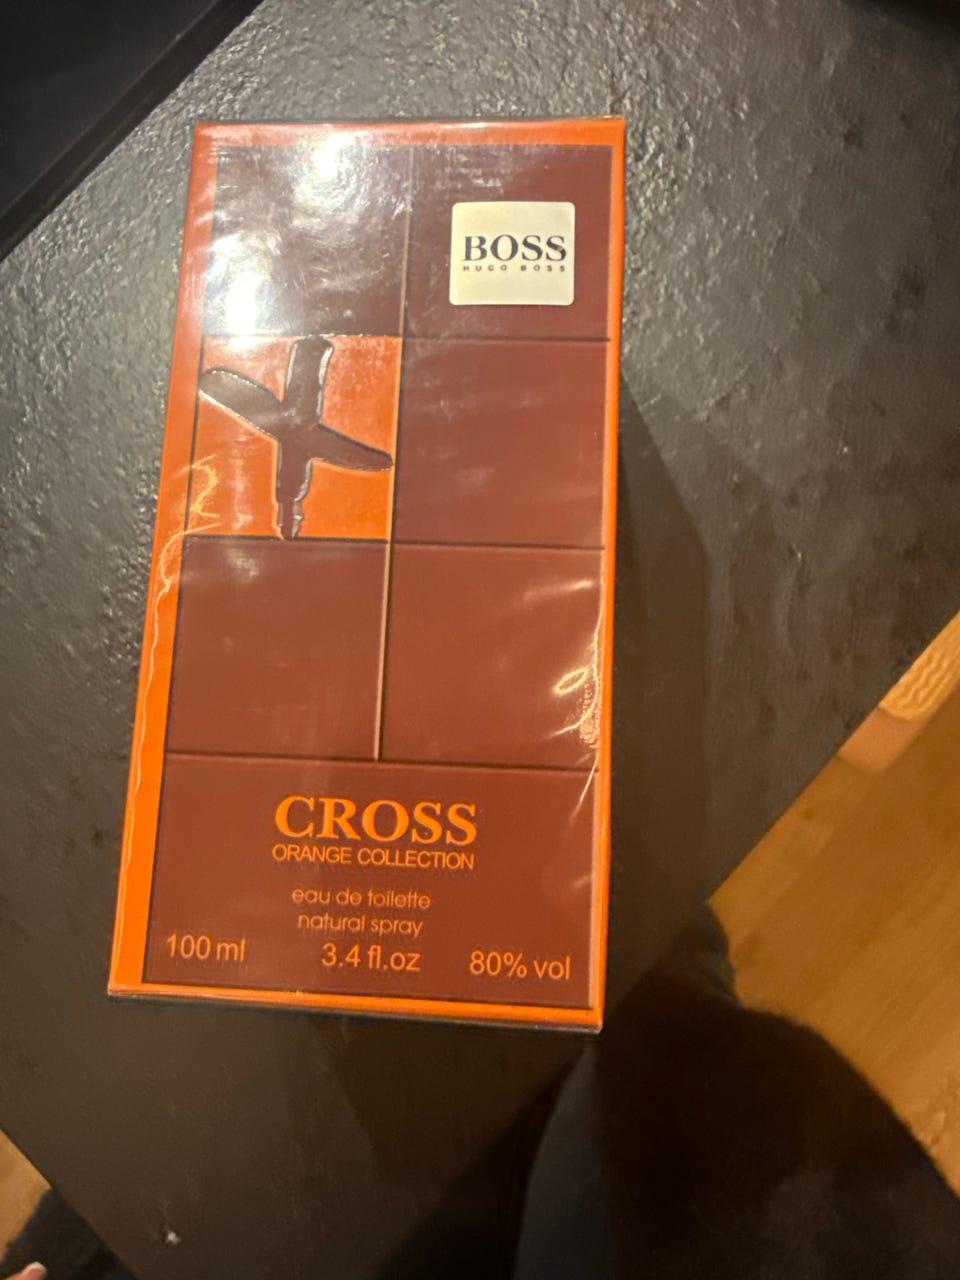 BOSS
HUGO BOSS
CROSS
ORANGE COLLECTION
eau de toilette
natural spray
100 ml 3.4 fl.oz 80% vol